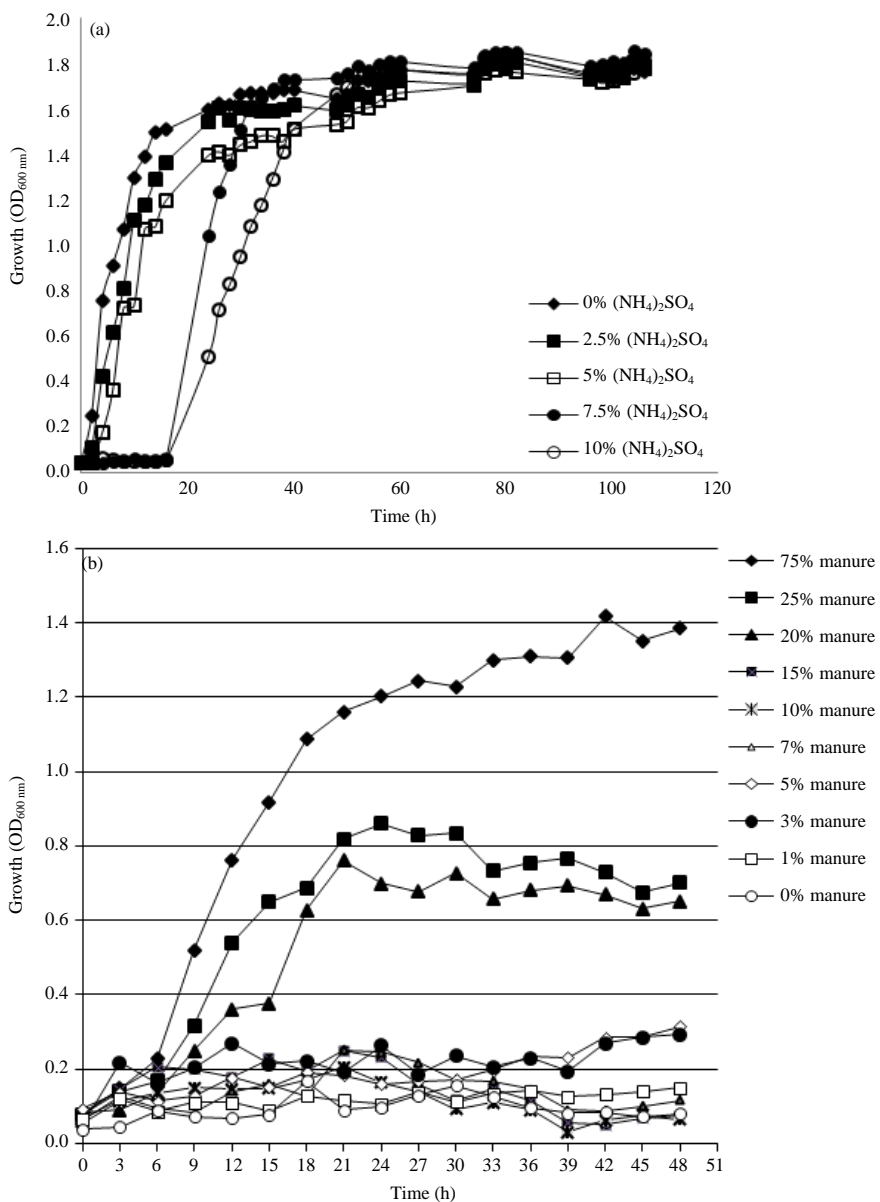 (a)
2.0
1.8
1.6
1.4
1.2
1.0
0.8
0.6
0.4
0.2
0.0
Growth (OD600 nm)
0% (NH4)2SO4
2.5% (NH4)2SO4
5% (NH4)2SO4
7.5% (NH4)2SO4
10% (NH4)2SO4
0 20 40 60 80 100 120
Time (h)
(b)
1.6
1.4
1.2
1.0
0.8
0.6
0.4
0.2
0.0
Growth (OD600 nm)
75% manure
25% manure
20% manure
15% manure
10% manure
7% manure
5% manure
3% manure
1% manure
0% manure
0 3 6 9 12 15 18 21 24 27 30 33 36 39 42 45 48 51
Time (h)